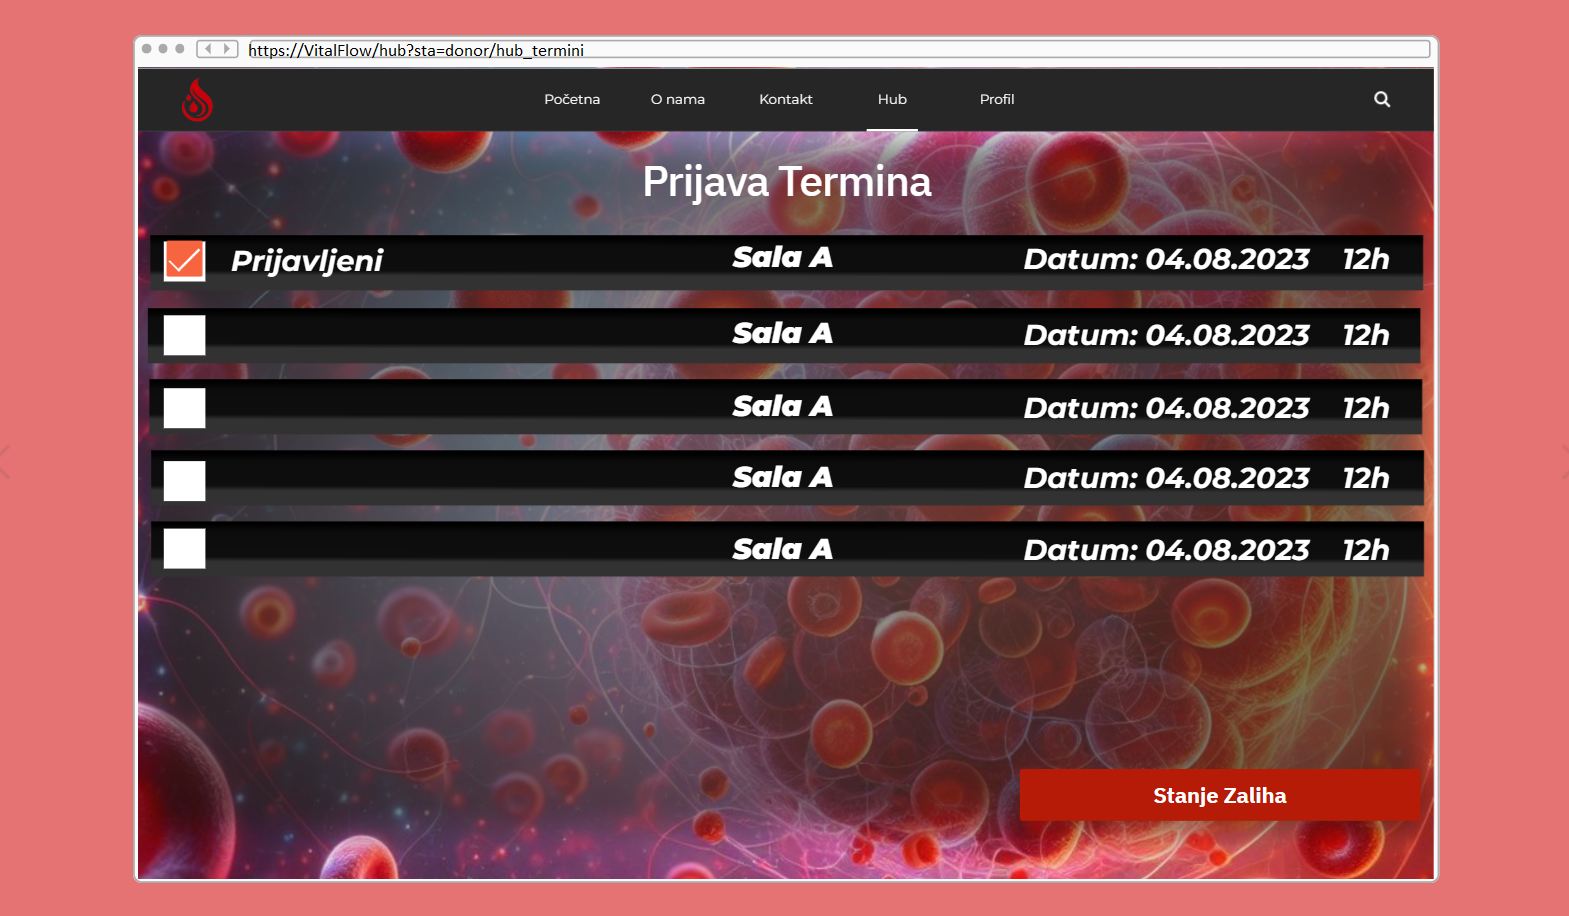 https://VitalFlow/hub?sta=donor/hub_termini
Početna O nama Kontakt Hub Profil
Prijava Termina
Prijavljeni Sala A Datum: 04.08.2023 12h
Sala A Datum: 04.08.2023 12h
Sala A Datum: 04.08.2023 12h
Sala A Datum: 04.08.2023 12h
Sala A Datum: 04.08.2023 12h
Stanje Zaliha